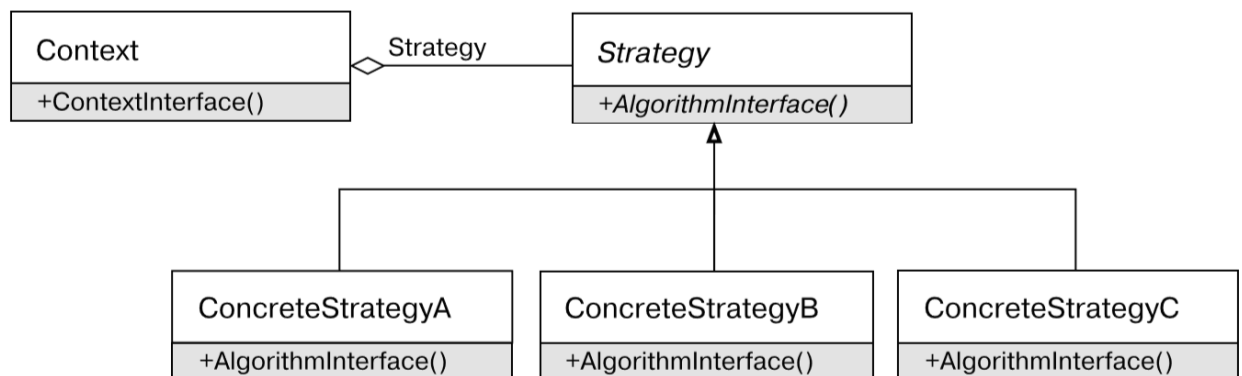 Context
+ContextInterface()
Strategy
Strategy
+AlgorithmInterface()
ConcreteStrategyA
+AlgorithmInterface()
ConcreteStrategyB
+AlgorithmInterface()
ConcreteStrategyC
+AlgorithmInterface()